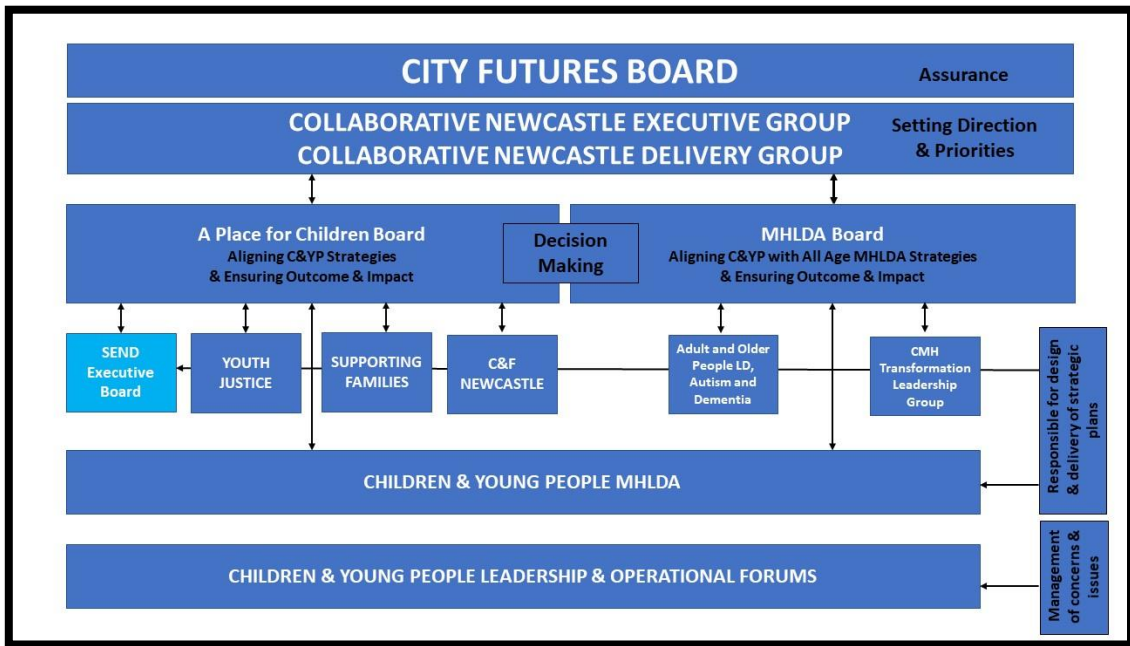 CITY FUTURES BOARD
Assurance
COLLABORATIVE NEWCASTLE EXECUTIVE GROUP
COLLABORATIVE NEWCASTLE DELIVERY GROUP
Setting Direction
& Priorities
A Place for Children Board
Aligning C&YP Strategies
& Ensuring Outcome & Impact
Decision
Making
MHLDA Board
Aligning C&YP with All Age MHLDA Strategies
& Ensuring Outcome & Impact
SEND
Executive
Board
YOUTH
JUSTICE
SUPPORTING
FAMILIES
C&F
NEWCASTLE
Adult and Older
People LD,
Autism and
Dementia
CMH
Transformation
Leadership
Group
Responsible for design
& delivery of strategic
plans
CHILDREN & YOUNG PEOPLE MHLDA
CHILDREN & YOUNG PEOPLE LEADERSHIP & OPERATIONAL FORUMS
Management
of concerns &
issues